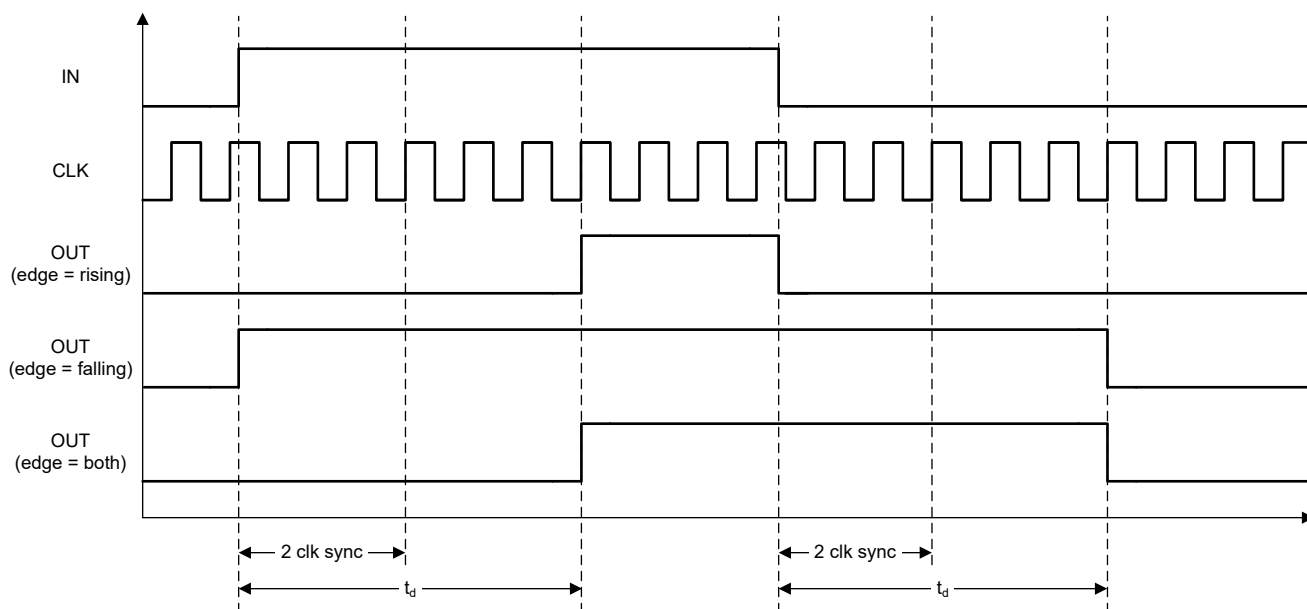 IN
CLK
OUT
(edge = rising)
OUT
(edge = falling)
OUT
(edge = both)
2 clk sync
2 clk sync
td
td